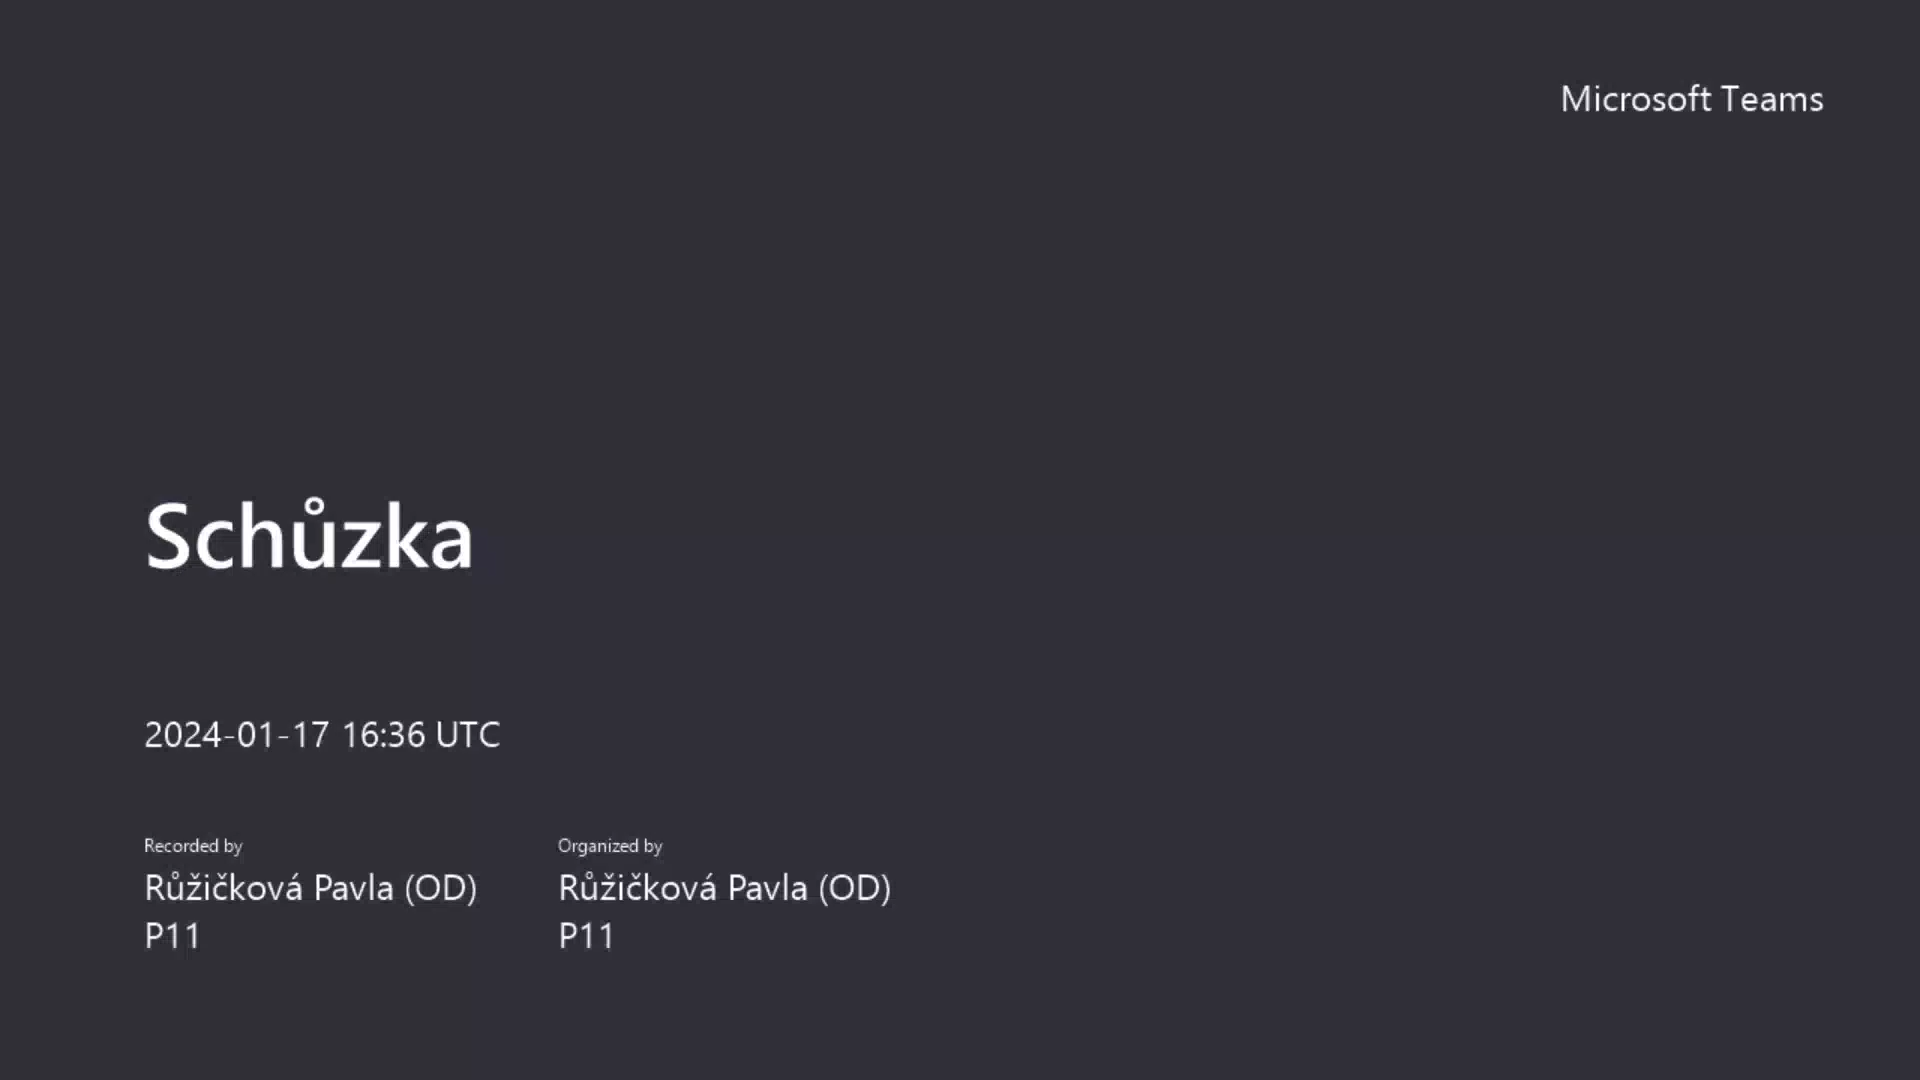 Microsoft Teams
Schůzka
2024-01-17 16:36 UTC
Recorded by
Růžičková Pavla (OD)
P11
Organized by
Růžičková Pavla (OD)
P11